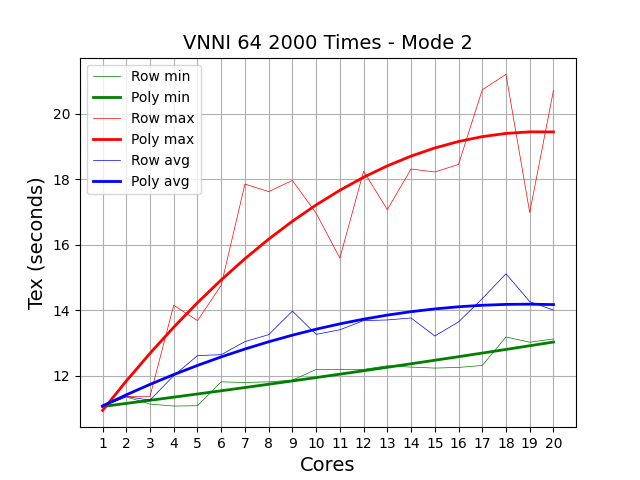 VNNI 64 2000 Times - Mode 2
Row min
Poly min
Row max
Poly max
Row avg
Poly avg
Tex (seconds)
20
18
16
14
12
1 2 3 4 5 6 7 8 9 10 11 12 13 14 15 16 17 18 19 20
Cores